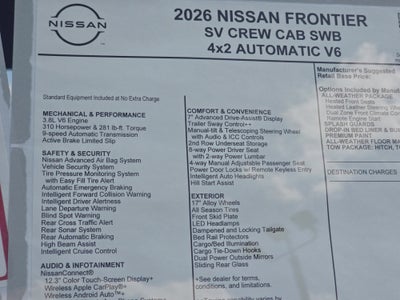 NISSAN
2026 NISSAN FRONTIER
SV CREW CAB SWB
4x2 AUTOMATIC V6
Standard Equipment Included at No Extra Charge
MECHANICAL & PERFORMANCE
3.8L V6 Engine
310 Horsepower & 281 lb-ft. Torque
9-speed Automatic Transmission
Active Brake Limited Slip
SAFETY & SECURITY
Nissan Advanced Air Bag System
Vehicle Security System
Tire Pressure Monitoring System
with Easy Fill Tire Alert
Automatic Emergency Braking
Intelligent Forward Collision Warning
Intelligent Driver Alertness
Lane Departure Warning
Blind Spot Warning
Rear Cross Traffic Alert
Rear Sonar System
Rear Automatic Braking
High Beam Assist
Intelligent Cruise Control
AUDIO & INFOTAINMENT
NissanConnect®
12.3" Color Touch-Screen Display+
Wireless Apple CarPlay®+
Wireless Android Auto™+
COMFORT & CONVENIENCE
7" Advanced Drive-Assist® Display
Trailer Sway Control++
Manual-tilt & Telescoping Steering Wheel
with Audio & ICC Controls
2nd Row Underseat Storage
8-way Power Driver Seat
with 2-way Power Lumbar
4-way Manual Adjustable Passenger Seat
Power Door Locks w/ Remote Keyless Entry
Intelligent Auto Headlights
Hill Start Assist
EXTERIOR
17" Alloy Wheels
All Season Tires
Front Skid Plate
LED Headlamps
Dampened and Locking Tailgate
Bed Rail Protectors
Cargo/Bed Illumination
Cargo Tie-Down Hooks
Dual Power Outside Mirrors
Sliding Rear Glass
+See dealer for terms,
conditions, and limitations.
capability varies by
Manufacturer's Suggested
Retail Base Price:
Options Included by Manu
ALL-WEATHER PACKAGE
Heated Front Seats
Heated Leather Steering Whee
Dual Zone Front Climate Con
Remote Engine Start
SPLASH GUARDS
DROP-IN BED LINER & BU
PREMIUM PAINT
ALL-WEATHER FLOOR MA
TOW PACKAGE: HITCH, 
DESTINATION CHARGES